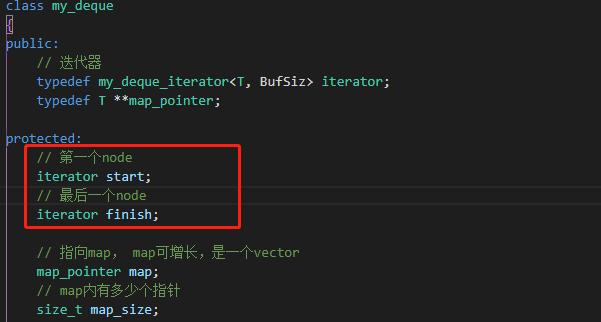 class my_deque
{
public:
// 迭代器
typedef my_deque_iterator<T, BufSiz> iterator;
typedef T **map_pointer;
protected:
// 第一个node
iterator start;
// 最后一个node
iterator finish;
// 指向map， map可增长，是一个vector
map_pointer map;
// map内有多少个指针
size_t map_size;